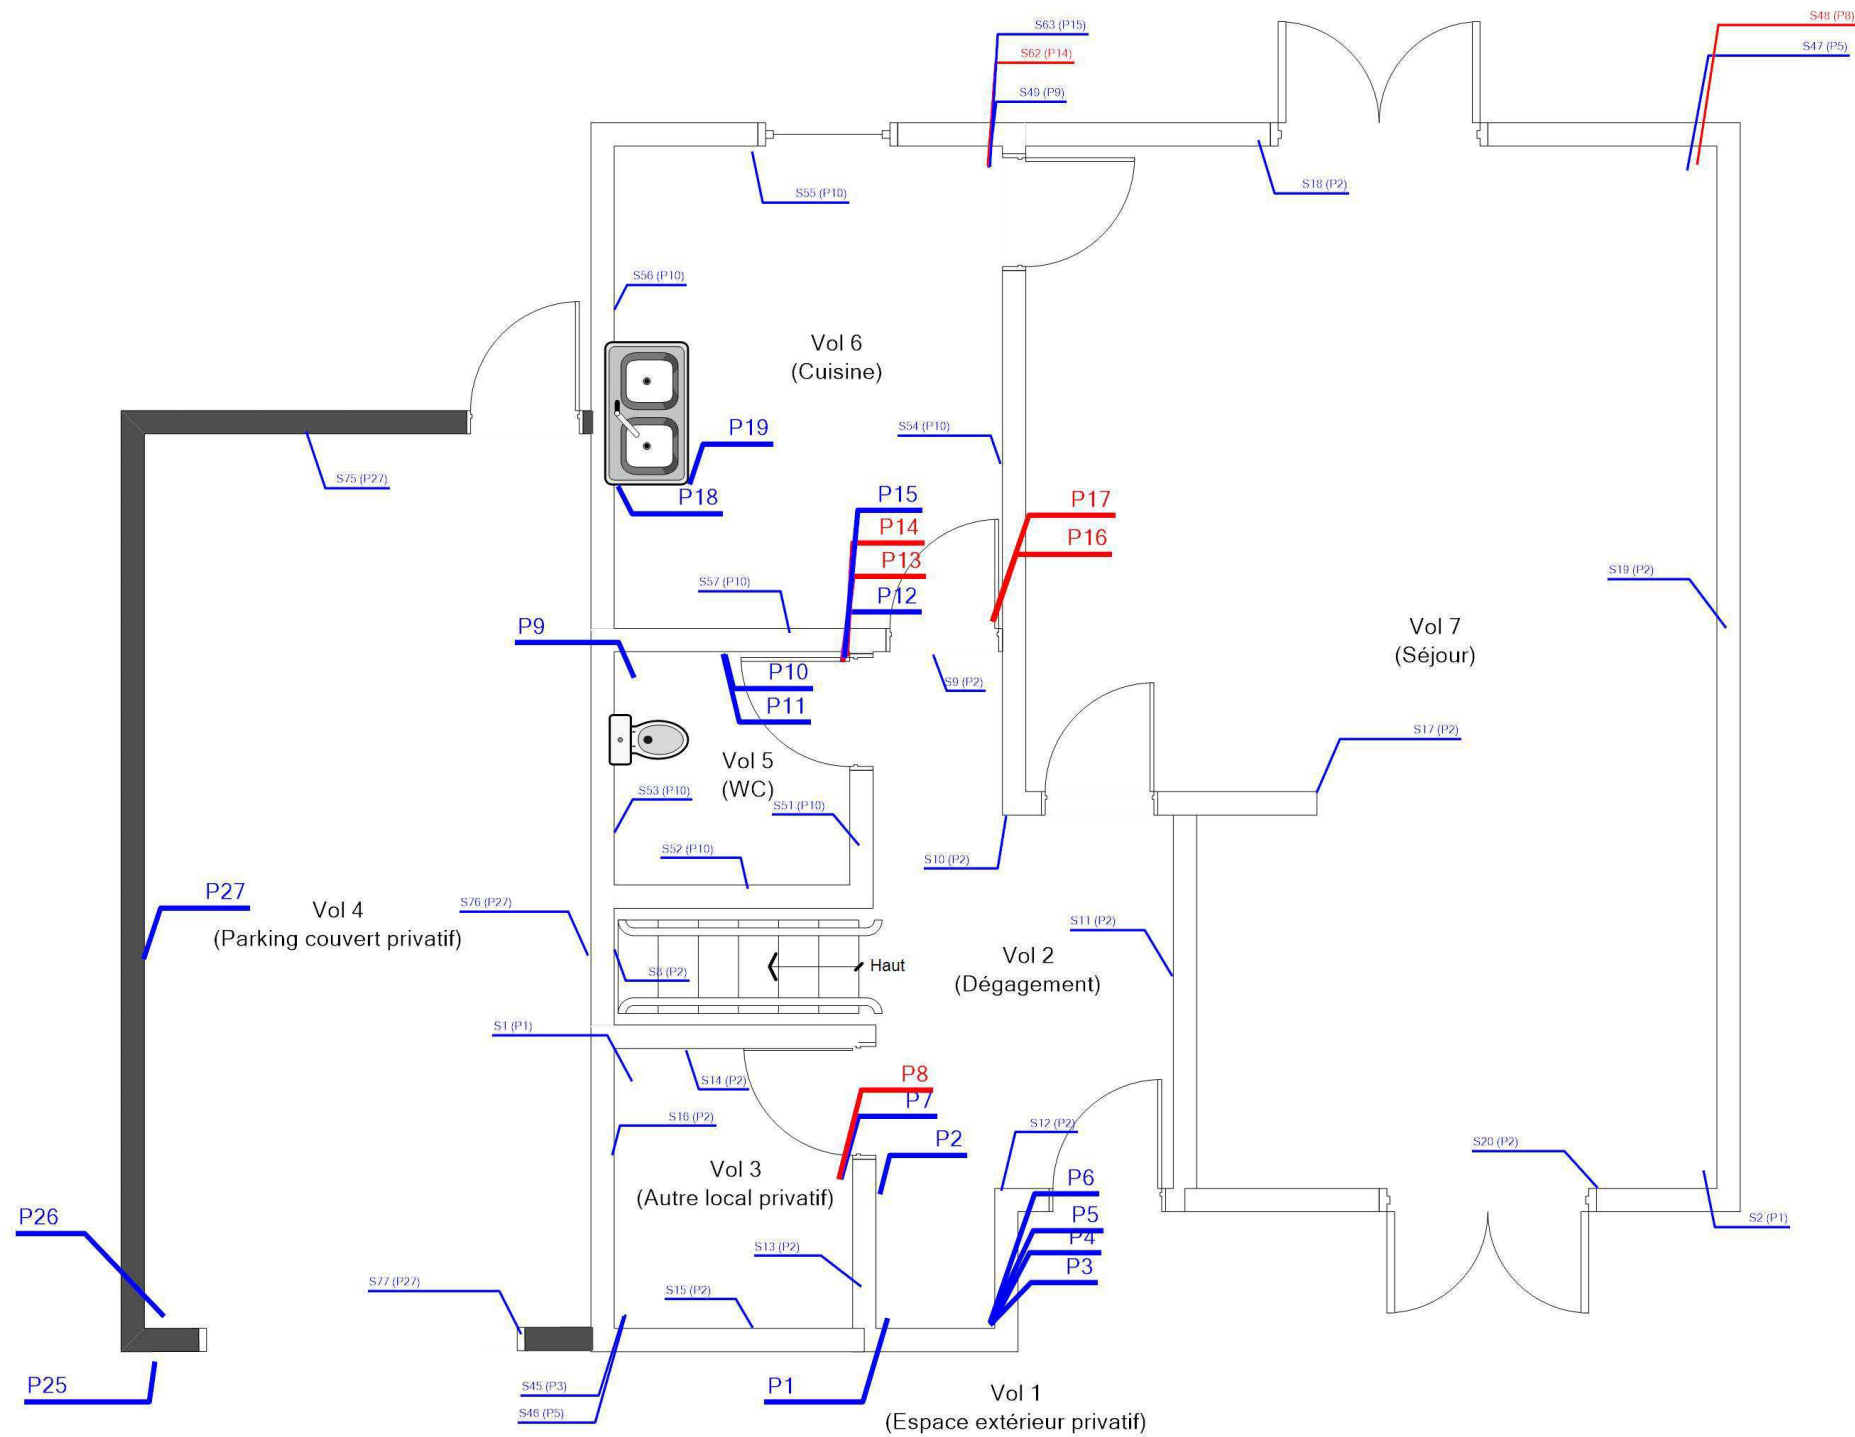 S63 (P15)
S62 (P14)
S49 (P9)
S48 (P8)
S47 (P5)
S55 (P10)
S18 (P2)
S56 (P10)
Vol 6
(Cuisine)
P19
S54 (P10)
S75 (P27)
P18
P15
P14
P13
P12
P17
P16
S57 (P10)
S19 (P2)
P9
Vol 7
(Séjour)
P10
P11
S9 (P2)
S17 (P2)
Vol 5
(WC)
S53 (P10)
S51 (P10)
S52 (P10)
S10 (P2)
P27
S76 (P27)
Vol 4
(Parking couvert privatif)
S11 (P2)
S8 (P2)
Haut
Vol 2
(Dégagement)
S1 (P1)
S14 (P2)
P8
P7
S16 (P2)
S12 (P2)
P2
S20 (P2)
Vol 3
(Autre local privatif)
P6
P5
P4
P3
P26
S2 (P1)
S13 (P2)
S77 (P27)
S15 (P2)
P25
S45 (P3)
S46 (P5)
P1
Vol 1
(Espace extérieur privatif)